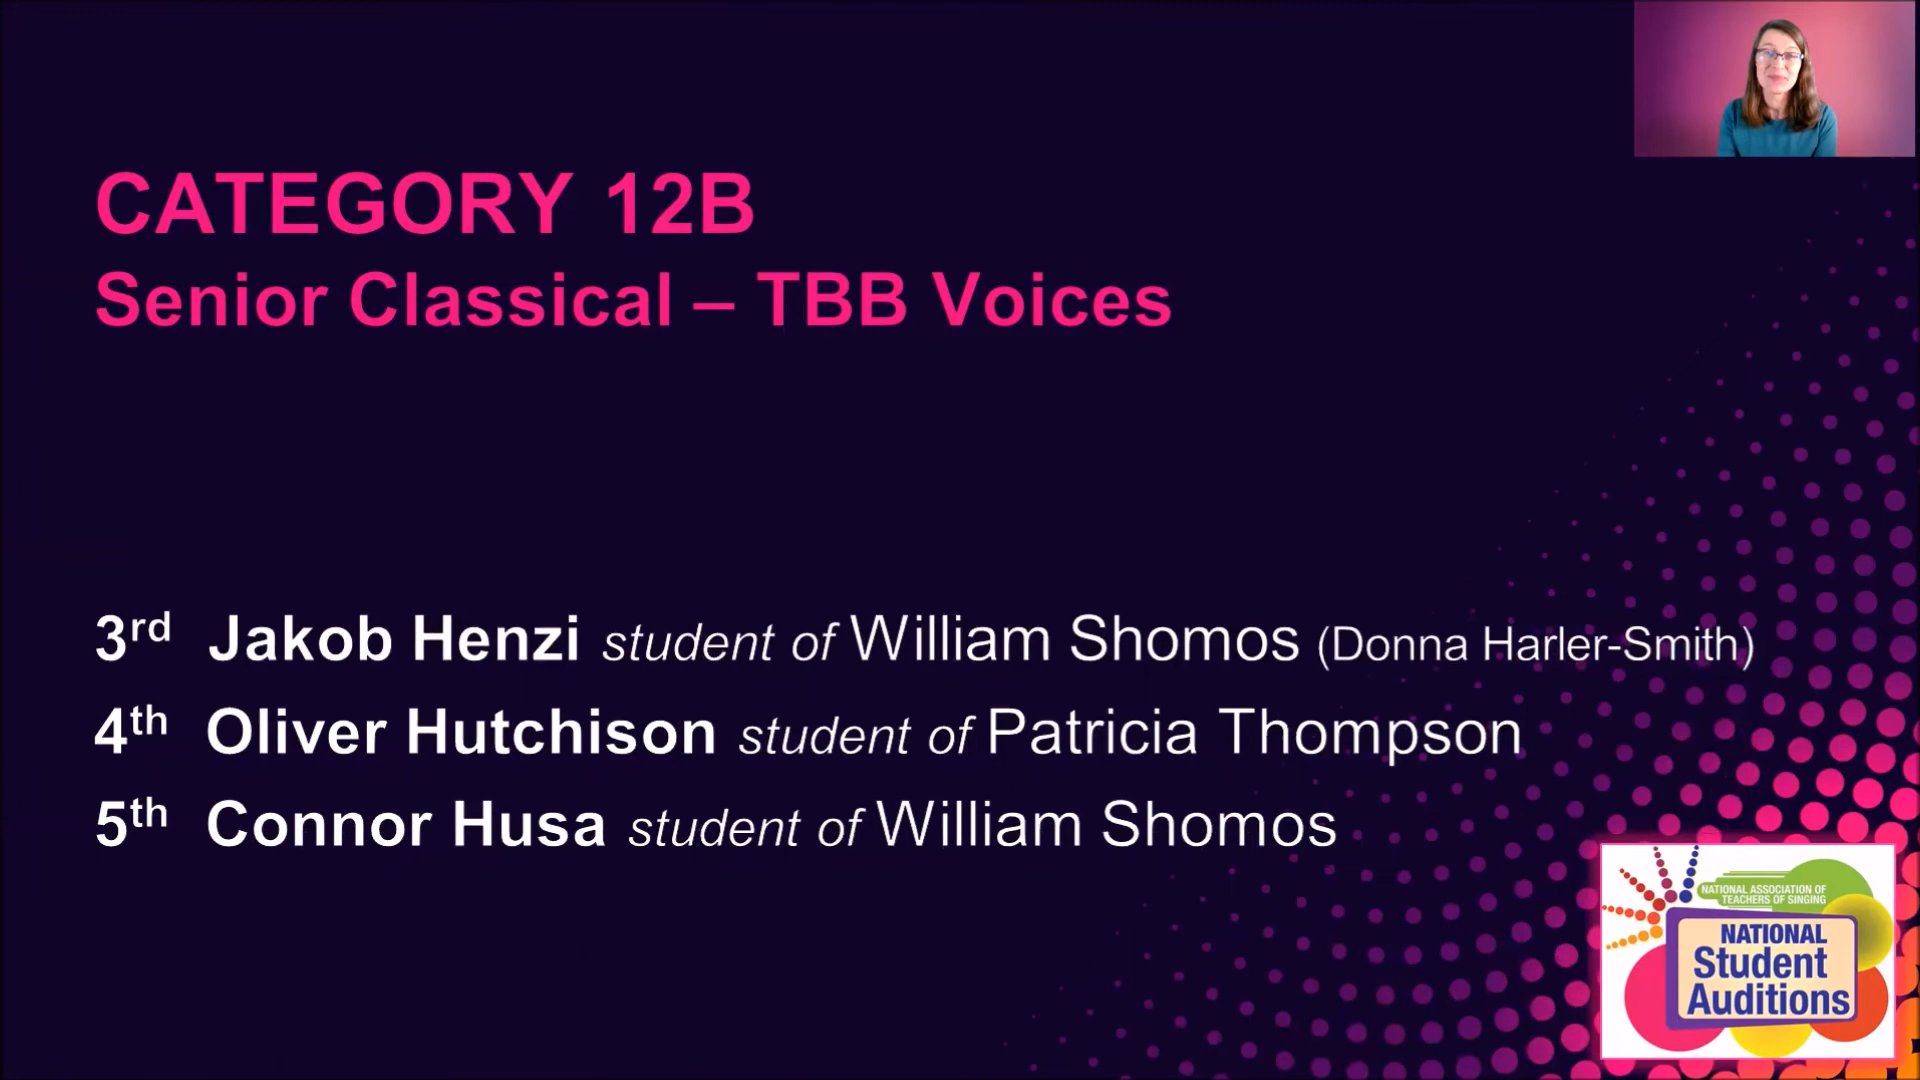 CATEGORY 12B
Senior Classical – TBB Voices
3rd Jakob Henzi student of William Shomos (Donna Harler-Smith)
4th Oliver Hutchison student of Patricia Thompson
5th Connor Husa student of William Shomos
NATIONAL ASSOCIATION OF
TEACHERS OF SINGING
NATIONAL
Student
Auditions